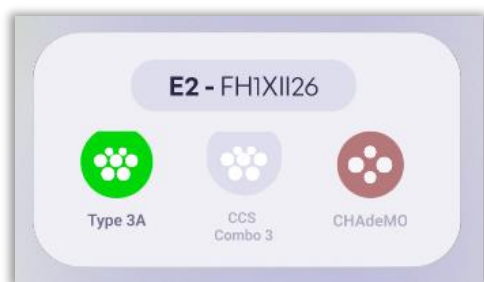 E2 - FH1XII26
Type 3A
CCS
Combo 3
CHAdeMO